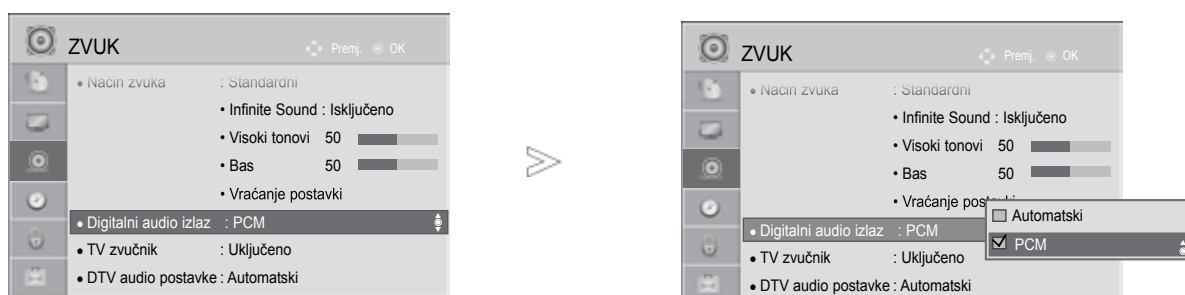 ZVUK
Premj. OK
• Način zvuka : Standardni
• Infinite Sound : Isključeno
• Visoki tonovi 50
• Bas 50
• Vraćanje postavki
• Digitalni audio izlaz : PCM
• TV zvučnik : Uključeno
• DTV audio postavke : Automatski
ZVUK
Premj. OK
• Način zvuka : Standardni
• Infinite Sound : Isključeno
• Visoki tonovi 50
• Bas 50
• Vraćanje
• Digitalni audio izlaz : PCM
• TV zvučnik : Uključeno
• DTV audio postavke : Automatski
Automatski
PCM